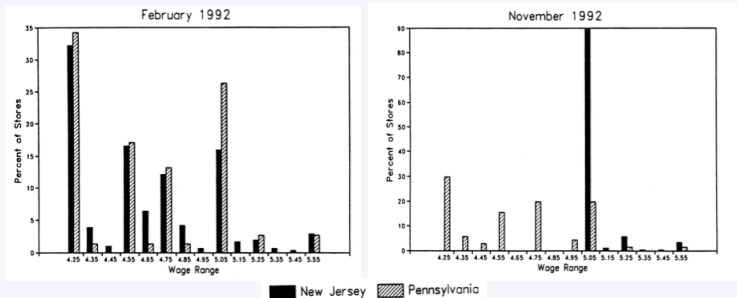 February 1992
35
30
25
20
15
10
5
0
Percent of Stores
4.25 4.35 4.45 4.55 4.65 4.75 4.85 4.95 5.05 5.15 5.25 5.35 5.45 5.55
Wage Range
November 1992
90
80
70
60
50
40
30
20
10
0
Percent of Stores
4.25 4.35 4.45 4.55 4.65 4.75 4.85 4.95 5.05 5.15 5.25 5.35 5.45 5.55
Wage Range
New Jersey Pennsylvania